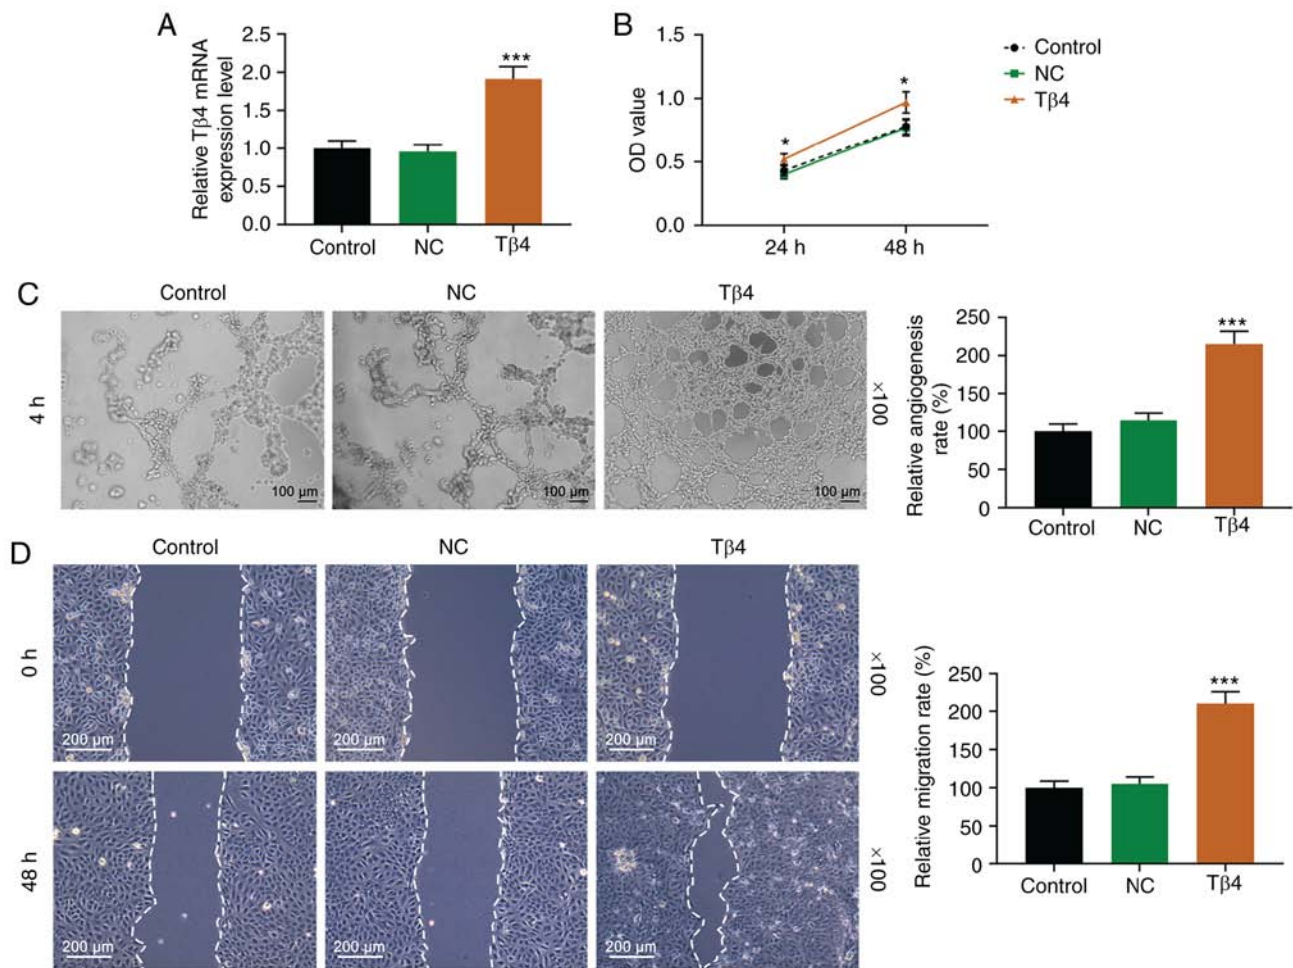 A
Relative Tβ4 mRNA
expression level
2.5
2.0
1.5
1.0
0.5
0.0
***
Control NC Tβ4
B
OD value
1.5
1.0
0.5
0.0
*
*
24 h 48 h
Control
NC
Tβ4
C
Control NC Tβ4
4 h
100 µm
100 µm
100 µm
×100
Relative angiogenesis
rate (%)
250
200
150
100
50
0
***
Control NC Tβ4
D
Control NC Tβ4
0 h
200 µm
200 µm
200 µm
×100
48 h
200 µm
200 µm
200 µm
×100
Relative migration rate (%)
250
200
150
100
50
0
***
Control NC Tβ4